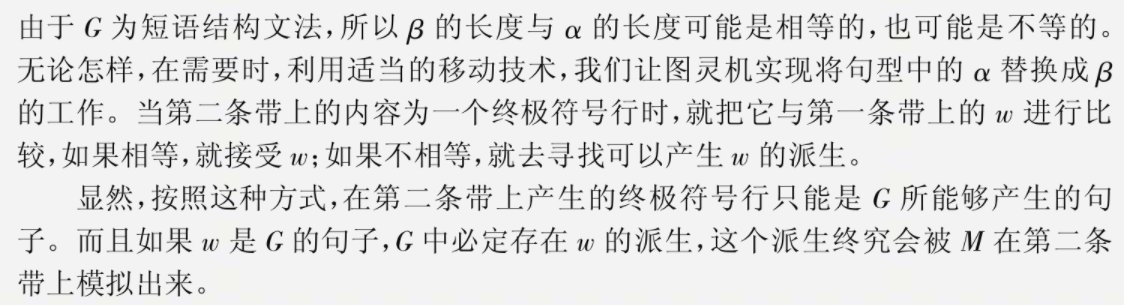 由于 G 为短语结构文法,所以 β 的长度与 α 的长度可能是相等的,也可能是不等的。
无论怎样,在需要时,利用适当的移动技术,我们让图灵机实现将句型中的 α 替换成 β
的工作。当第二条带上的内容为一个终极符号行时,就把它与第一条带上的 w 进行比
较,如果相等,就接受 w;如果不相等,就去寻找可以产生 w 的派生。
显然,按照这种方式,在第二条带上产生的终极符号行只能是 G 所能够产生的句
子。而且如果 w 是 G 的句子,G 中必定存在 w 的派生,这个派生终究会被 M 在第二条
带上模拟出来。